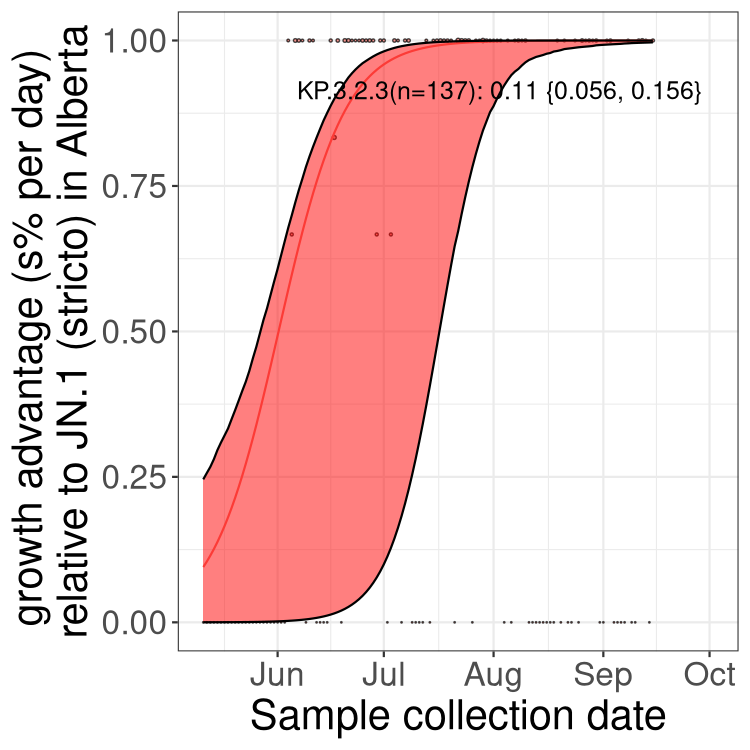 growth advantage (s% per day)
relative to JN.1 (stricto) in Alberta
1.00
0.75
0.50
0.25
0.00
KP.3.2.3(n=137): 0.11 {0.056, 0.156}
Jun Jul Aug Sep Oct
Sample collection date